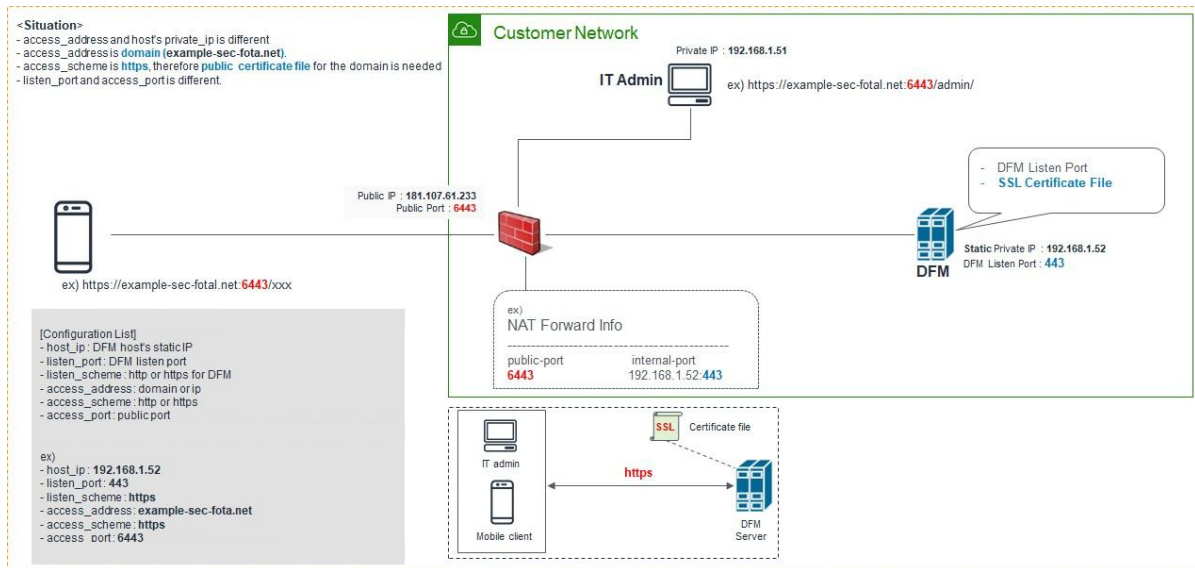 <Situation>
- access_address and host's private_ip is different
- access_address is domain (example-sec-fota.net).
- access_scheme is https, therefore public certificate file for the domain is needed
- listen_port and access_port is different.
Customer Network
Private IP : 192.168.1.51
IT Admin
ex) https://example-sec-fotal.net:6443/admin/
- DFM Listen Port
- SSL Certificate File
Public IP : 181.107.61.233
Public Port : 6443
Static Private IP : 192.168.1.52
DFM Listen Port : 443
DFM
ex) https://example-sec-fotal.net:6443/xxx
ex)
NAT Forward Info
public-port internal-port
6443 192.168.1.52:443
[Configuration List]
- host_ip : DFM host's static IP
- listen_port: DFM listen port
- listen_scheme : http or https for DFM
- access_address : domain or ip
- access_scheme : http or https
- access_port : public port
ex)
- host_ip : 192.168.1.52
- listen_port : 443
- listen_scheme : https
- access_address : example-sec-fota.net
- access_scheme : https
- access_port : 6443
SSL Certificate file
IT admin
https
Mobile client
DFM
Server